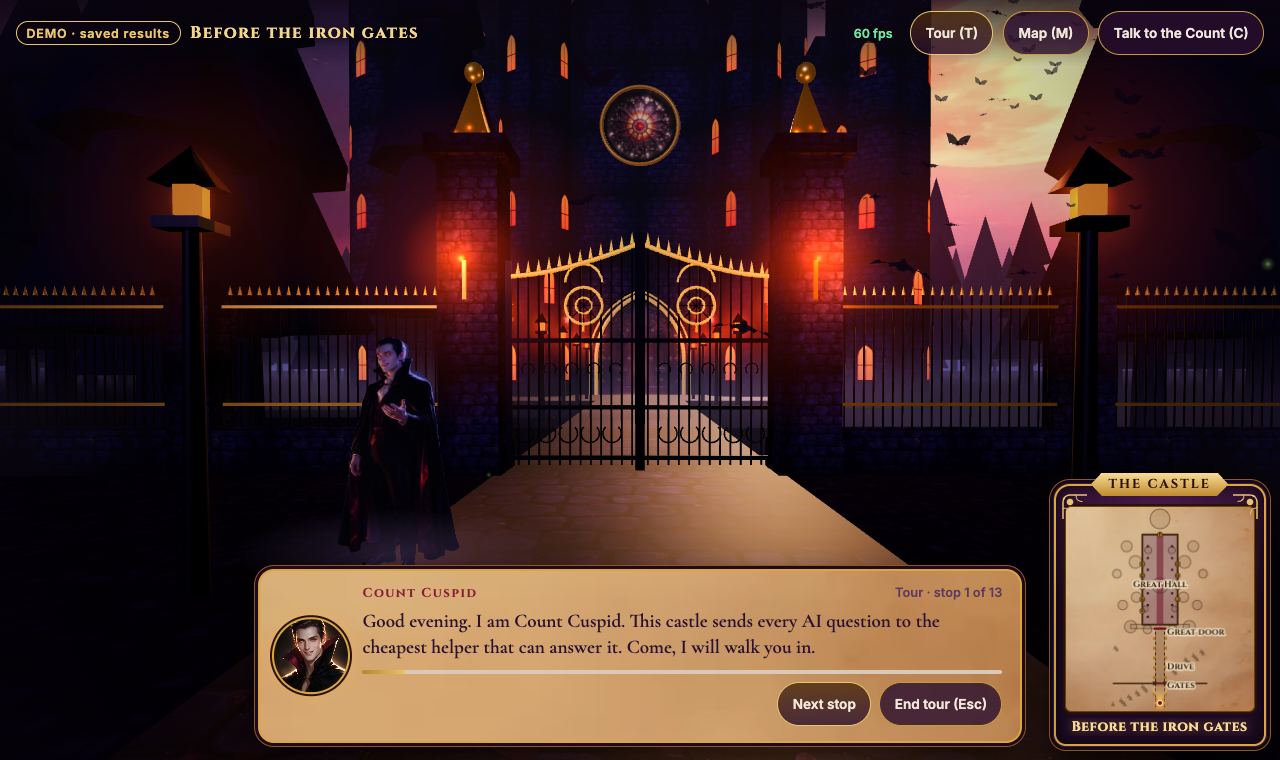 DEMO · saved results
Before the iron gates
60 fps
Tour (T)
Map (M)
Talk to the Count (C)
The Castle
Great Hall
Great door
Drive
Gates
Before the iron gates
Count Cuspid
Tour · stop 1 of 13
Good evening. I am Count Cuspid. This castle sends every AI question to the
cheapest helper that can answer it. Come, I will walk you in.
Next stop
End tour (Esc)